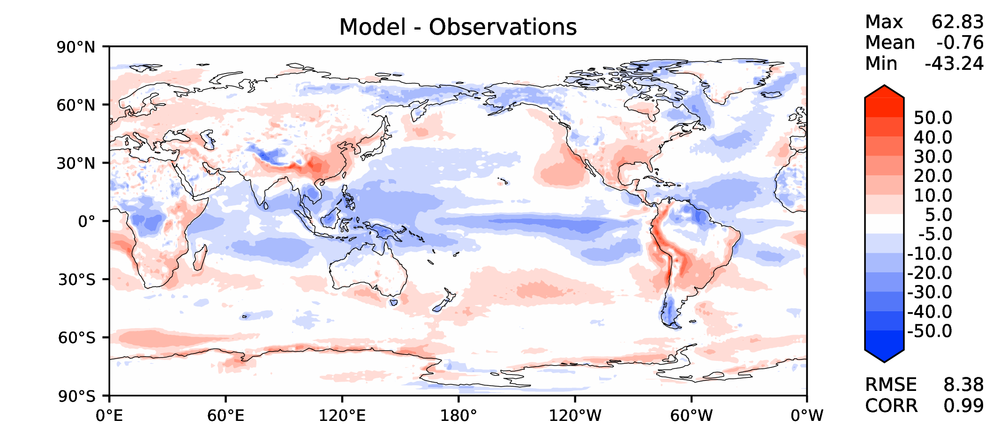 Model - Observations
Max 62.83
Mean -0.76
Min -43.24
90°N
60°N
30°N
0°
30°S
60°S
90°S
0°E 60°E 120°E 180° 120°W 60°W 0°W
50.0
40.0
30.0
20.0
10.0
5.0
-5.0
-10.0
-20.0
-30.0
-40.0
-50.0
RMSE 8.38
CORR 0.99